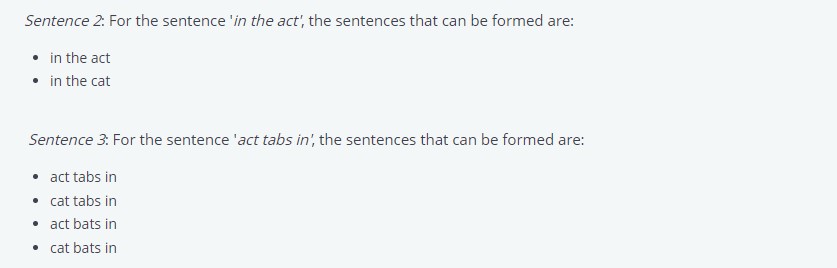 Sentence 2: For the sentence 'in the act', the sentences that can be formed are:
• in the act
• in the cat
Sentence 3: For the sentence 'act tabs in', the sentences that can be formed are:
• act tabs in
• cat tabs in
• act bats in
• cat bats in